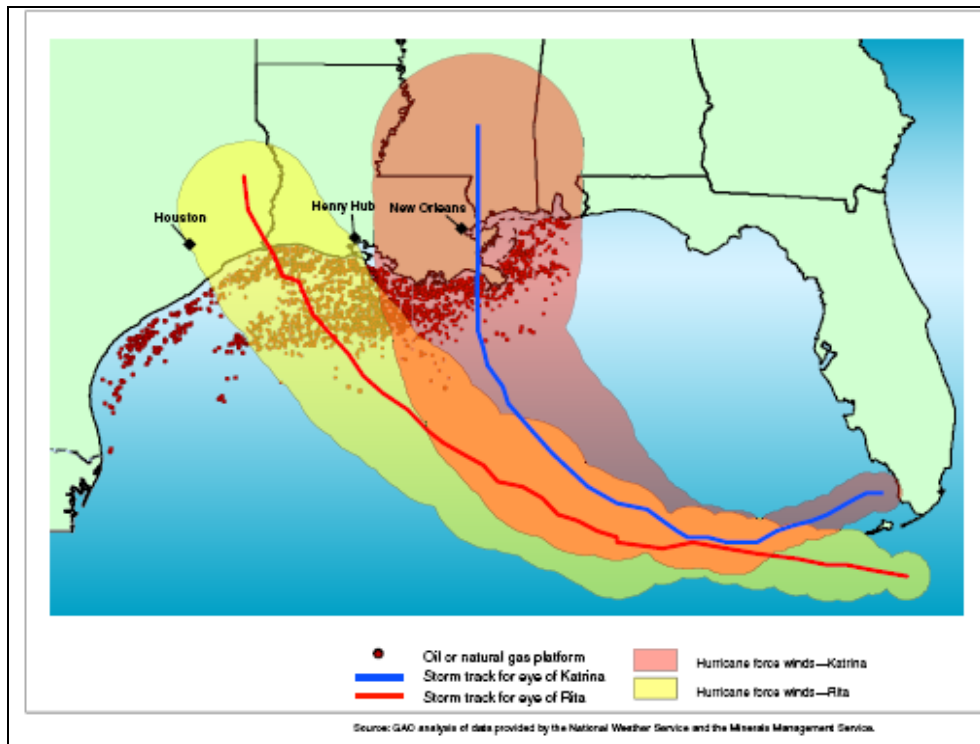 Houston
Henry Hub
New Orleans
Oil or natural gas platform
Storm track for eye of Katrina
Storm track for eye of Rita
Hurricane force winds—Katrina
Hurricane force winds—Rita
Source: GAO analysis of data provided by the National Weather Service and the Minerals Management Service.